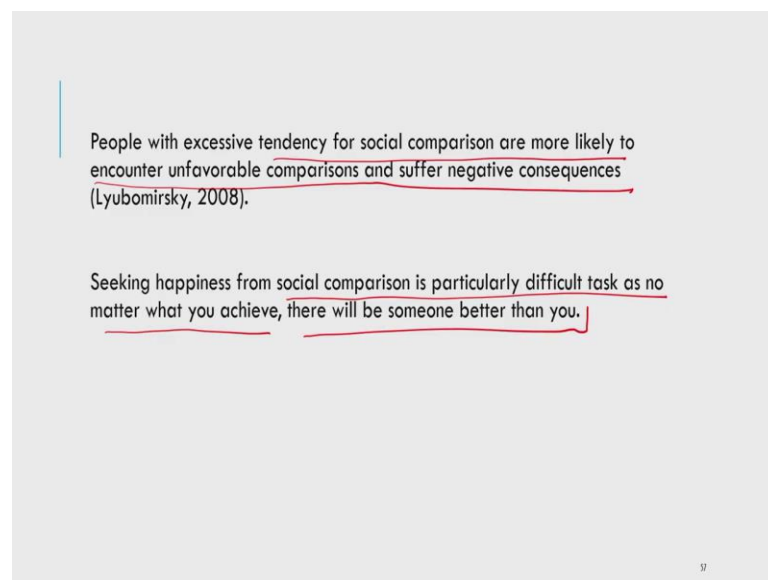 People with excessive tendency for social comparison are more likely to
encounter unfavorable comparisons and suffer negative consequences
(Lyubomirsky, 2008).
Seeking happiness from social comparison is particularly difficult task as no
matter what you achieve, there will be someone better than you.
57